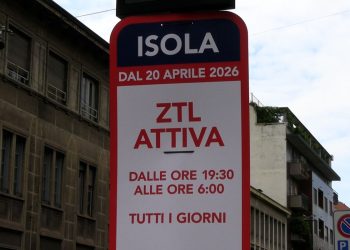 ISOLA
DAL 20 APRILE 2026
ZTL
ATTIVA
DALLE ORE 19:30
ALLE ORE 6:00
TUTTI I GIORNI
P